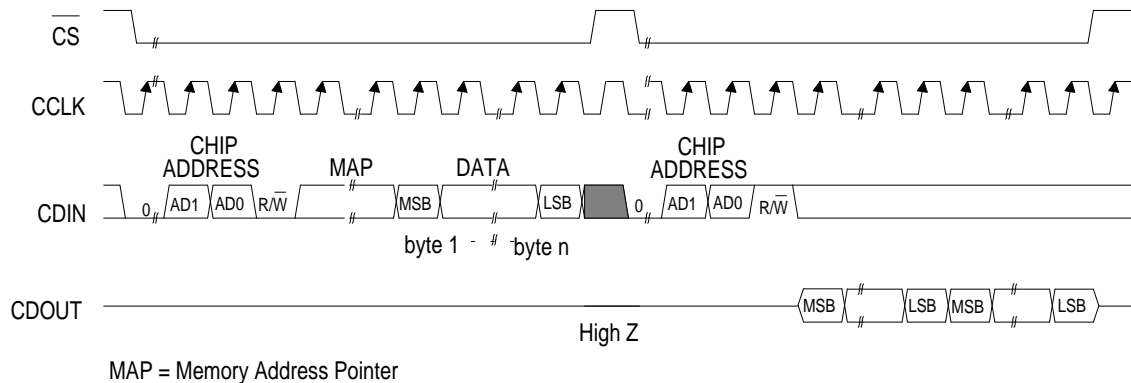 CS
CCLK
CHIP
ADDRESS
MAP
DATA
CHIP
ADDRESS
CDIN
0
AD1
AD0
R/W
MSB
LSB
0
AD1
AD0
R/W
byte 1
byte n
CDOUT
MSB
LSB
MSB
LSB
High Z
MAP = Memory Address Pointer